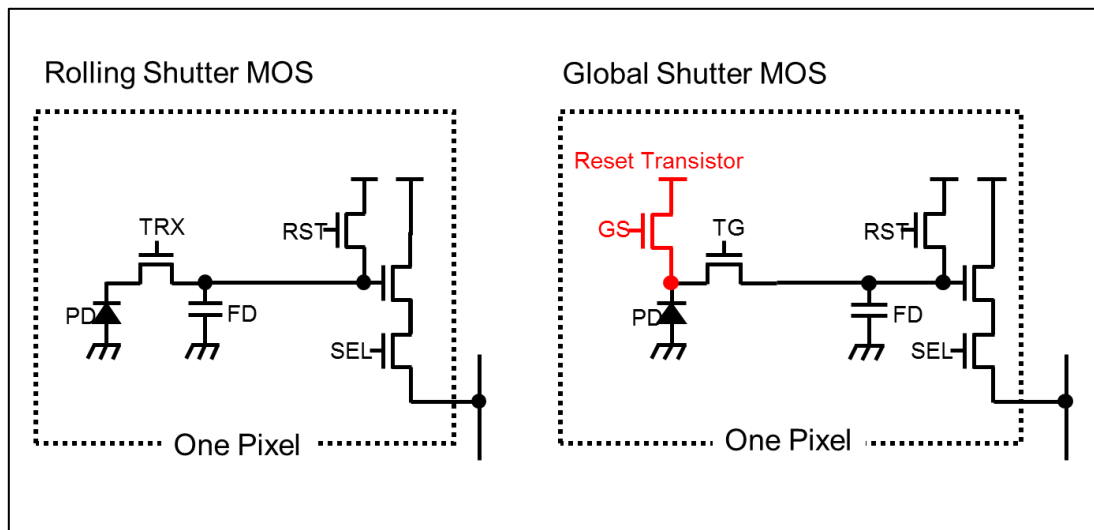 Rolling Shutter MOS
TRX
RST
PD
FD
SEL
One Pixel
Global Shutter MOS
Reset Transistor
GS
TG
RST
PD
FD
SEL
One Pixel